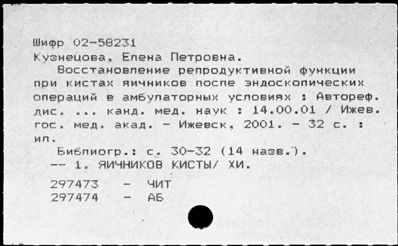 Шифр 02-58231
Кузнецова, Елена Петровна.
Восстановление репродуктивной функции
при кистах яичников после эндоскопических
операций в амбулаторных условиях : Автореф.
дис. ... канд. мед. наук : 14.00.01 / Ижев.
гос. мед. акад. - Ижевск, 2001. - 32 с. :
ил.
Библиогр.: с. 30-32 (14 назв.).
-- 1. ЯИЧНИКОВ КИСТЫ/ ХИ.
297473 - ЧИТ
297474 - АБ